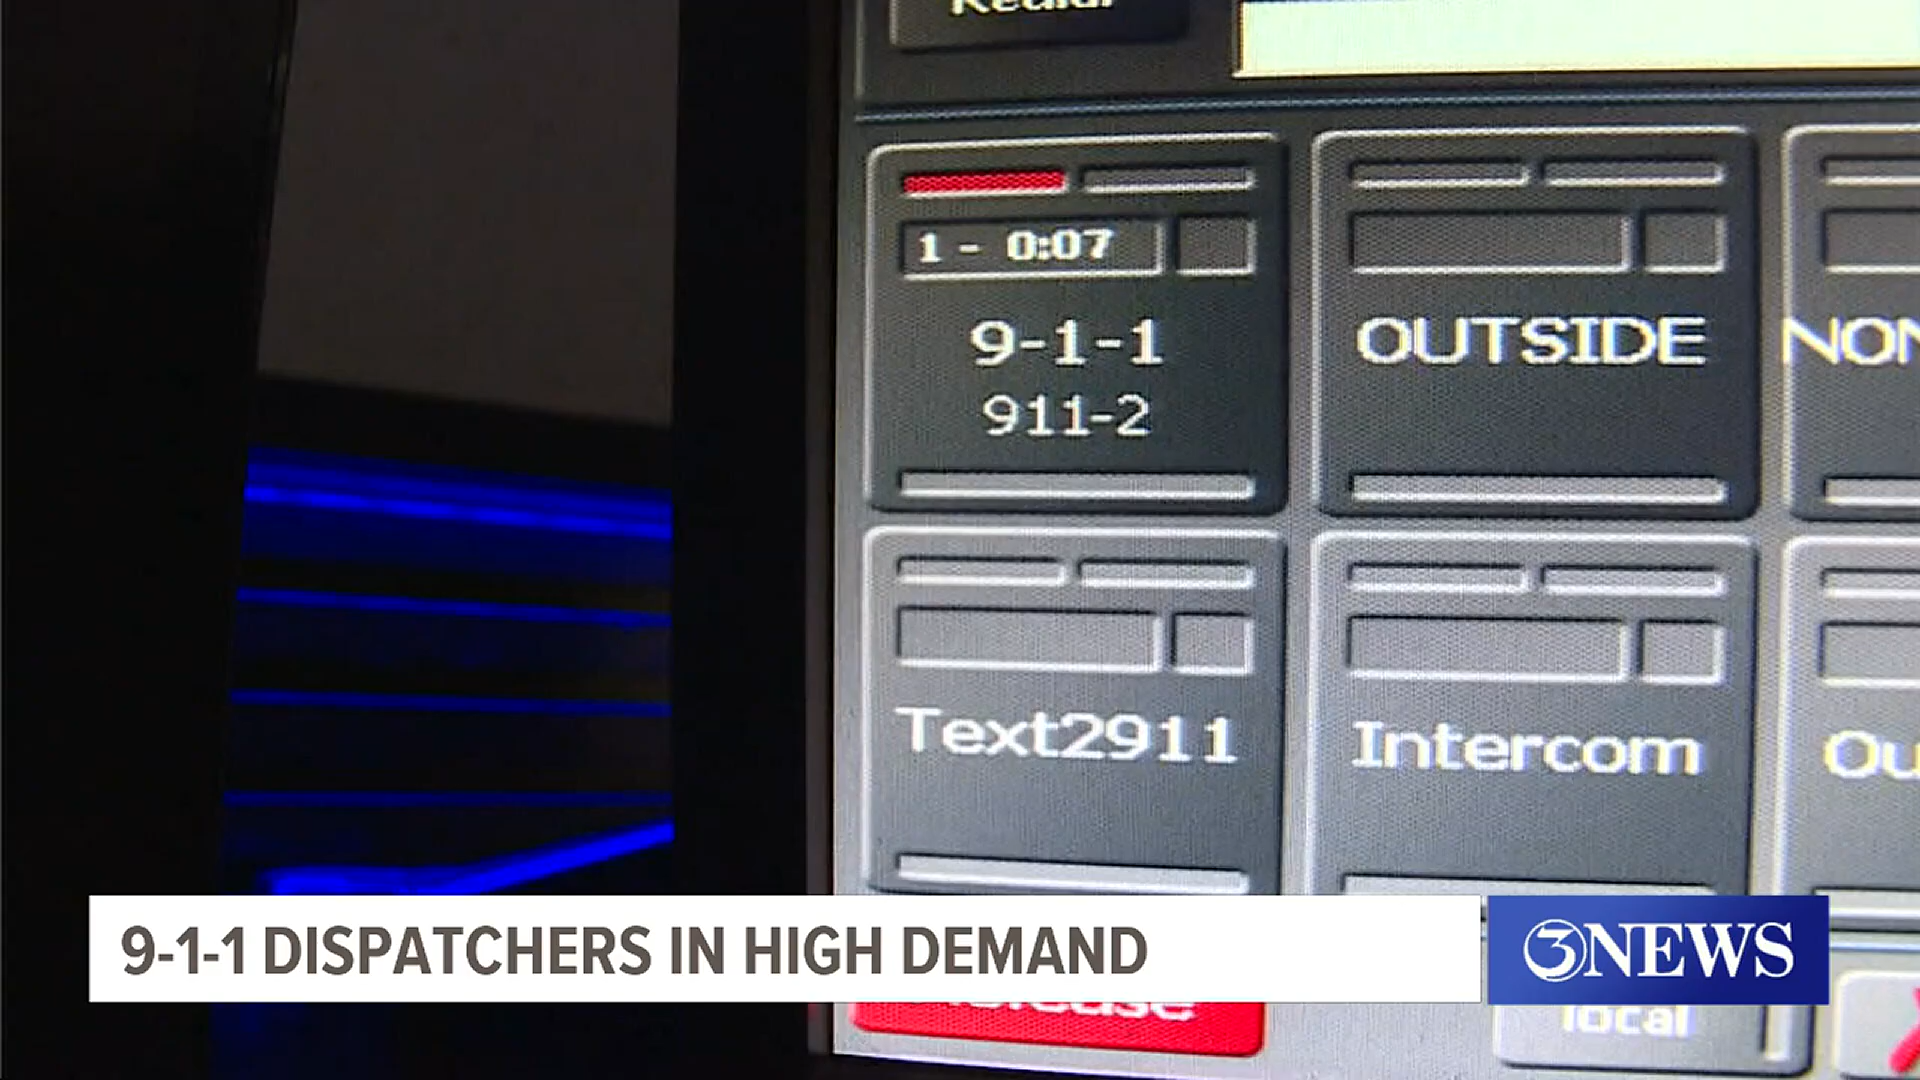 Redial
1 - 0:07
9-1-1
911-2
OUTSIDE
Text2911
Intercom
9-1-1 DISPATCHERS IN HIGH DEMAND
3NEWS
local